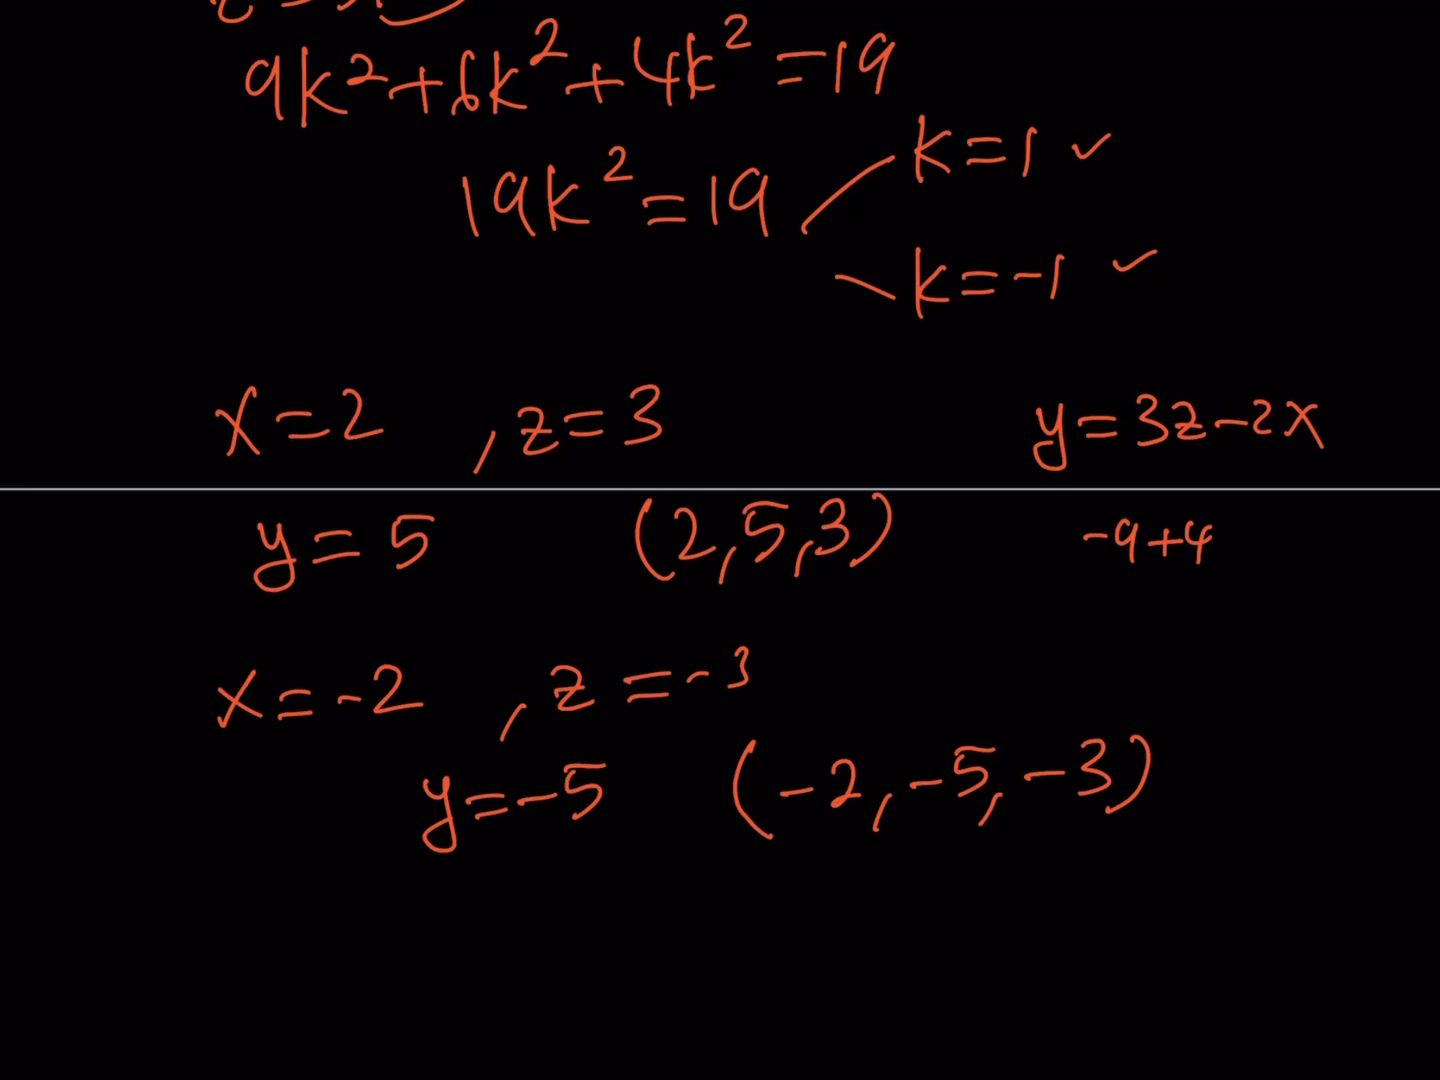 9k²+6k²+4k²=19
k=1 ✓
19k²=19
k=-1 ✓
x=2 , z=3 y=3z-2x
y=5 (2,5,3) -9+4
x=-2 , z=-3
y=-5 (-2,-5,-3)